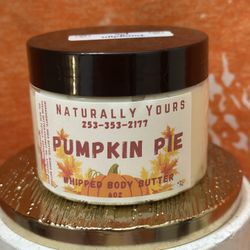 Naturally Yours
253-353-2177
Pumpkin Pie
Whipped Body Butter
8oz